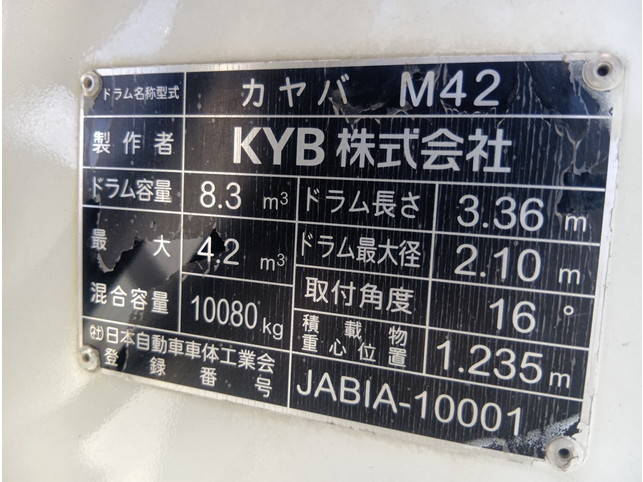 ドラム名称型式 カヤバ M42
製作者 KYB株式会社
ドラム容量 8.3 m³ ドラム長さ 3.36 m
最大 4.2 m³ ドラム最大径 2.10 m
混合容量 10080 kg 取付角度 16°
積載物
重心位置 1.235 m
㈳日本自動車車体工業会
登録番号 JABIA-10001